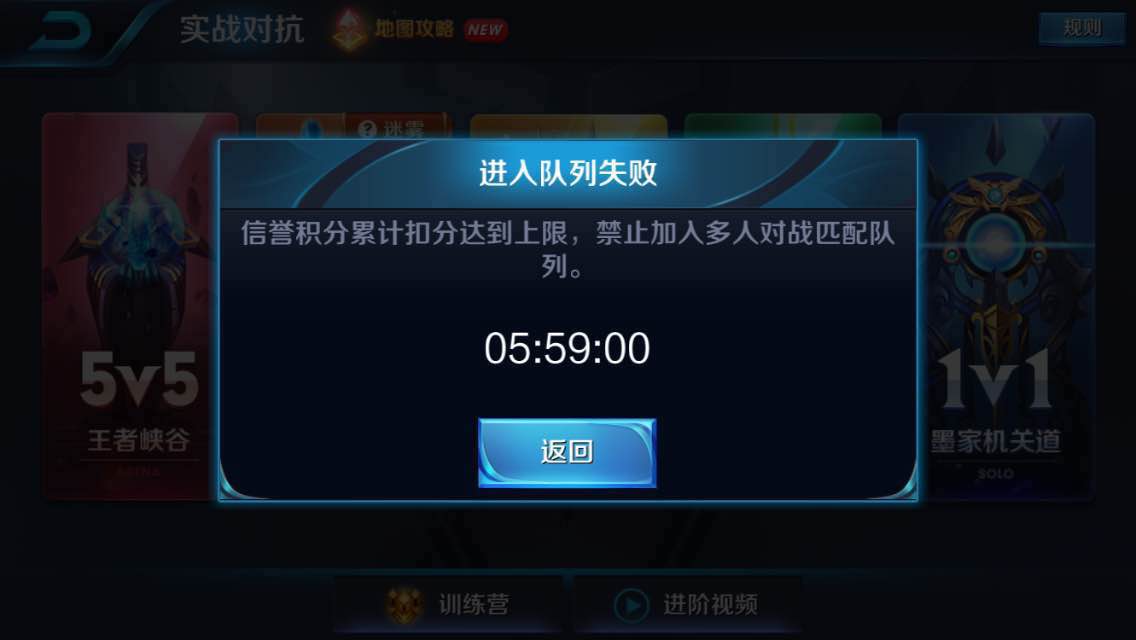 实战对抗
地图攻略
NEW
规则
? 迷雾
进入队列失败
信誉积分累计扣分达到上限，禁止加入多人对战匹配队
列。
05:59:00
返回
5v5
王者峡谷
ARENA
1v1
墨家机关道
SOLO
训练营
进阶视频